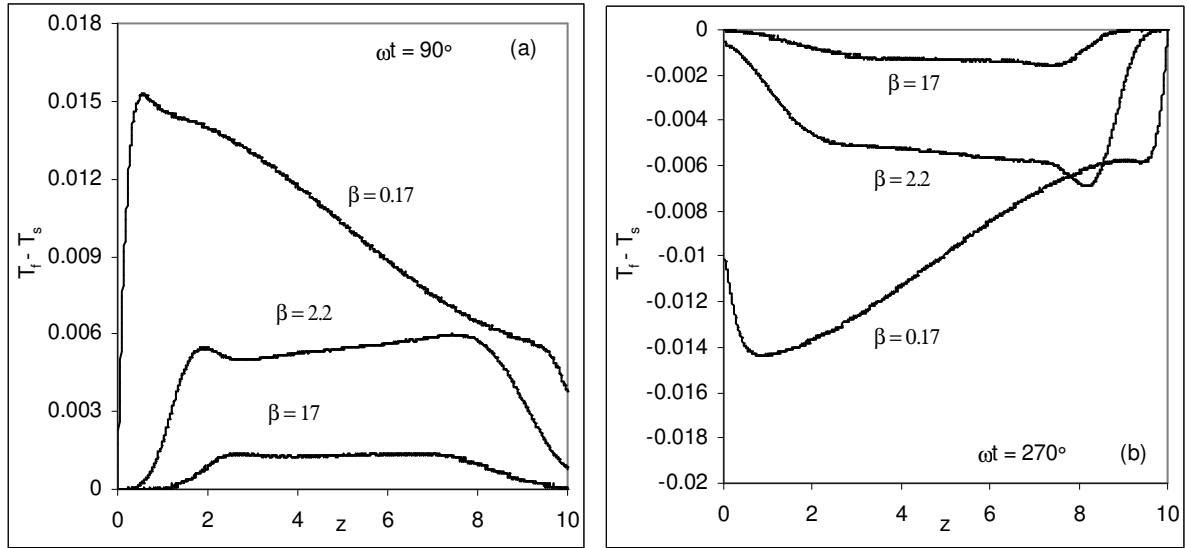 0.018
0.015
0.012
0.009
0.006
0.003
0
T_f - T_s
ωt = 90°
(a)
β = 0.17
β = 2.2
β = 17
0
2
4
6
8
10
z
0
-0.002
-0.004
-0.006
-0.008
-0.01
-0.012
-0.014
-0.016
-0.018
-0.02
T_f - T_s
β = 17
β = 2.2
β = 0.17
ωt = 270°
(b)
0
2
4
6
8
10
z